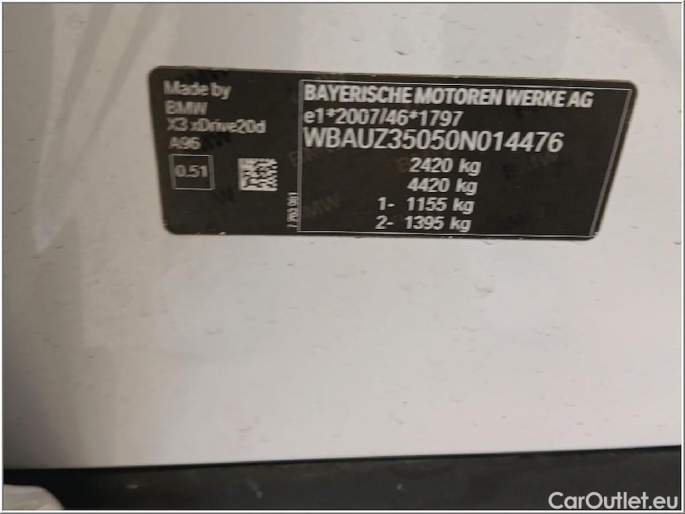 Made by
BMW
X3 xDrive20d
A96
0.51
BAYERISCHE MOTOREN WERKE AG
e1*2007/46*1797
WBAUZ35050N014476
2420 kg
4420 kg
1- 1155 kg
2- 1395 kg
CarOutlet.eu